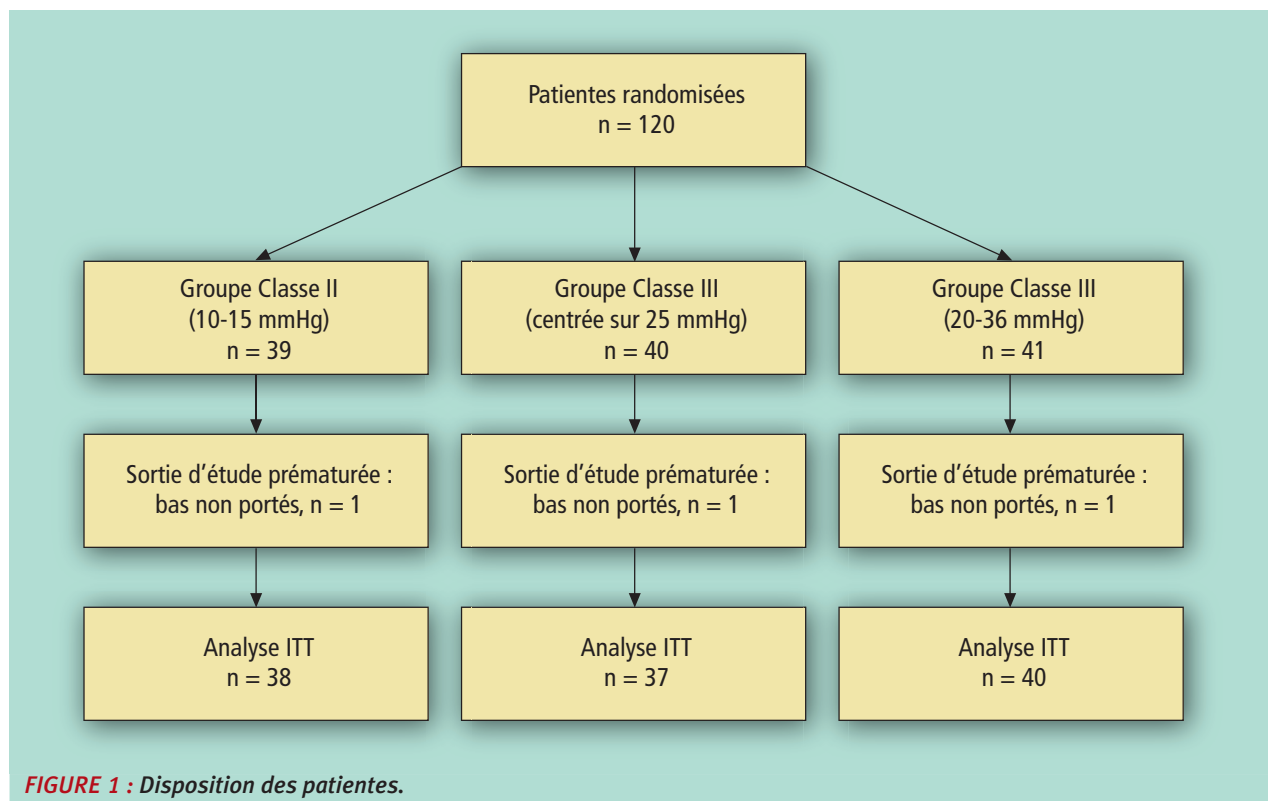 Patientes randomisées
n = 120
Groupe Classe II
(10-15 mmHg)
n = 39
Groupe Classe III
(centrée sur 25 mmHg)
n = 40
Groupe Classe III
(20-36 mmHg)
n = 41
Sortie d'étude prématurée :
bas non portés, n = 1
Sortie d'étude prématurée :
bas non portés, n = 1
Sortie d'étude prématurée :
bas non portés, n = 1
Analyse ITT
n = 38
Analyse ITT
n = 37
Analyse ITT
n = 40
FIGURE 1 : Disposition des patientes.